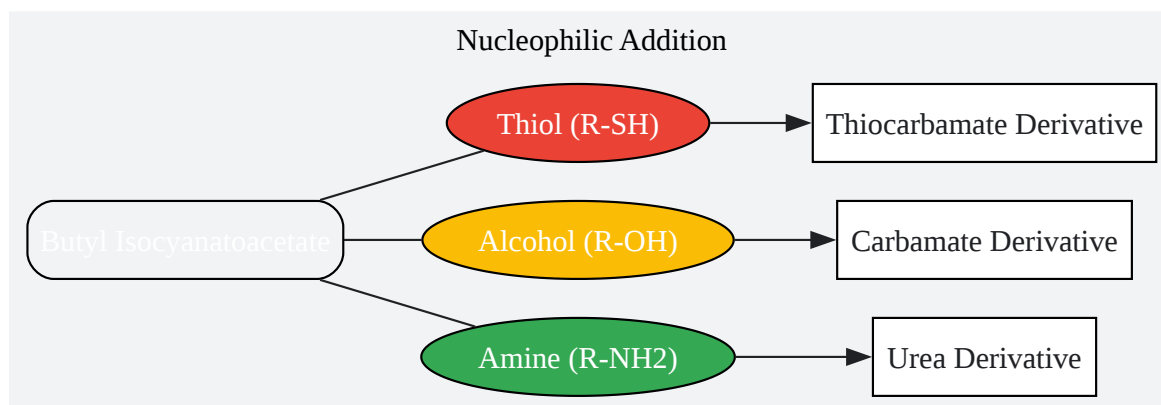 Nucleophilic Addition
Thiol (R-SH)
Thiocarbamate Derivative
Butyl Isocyanatoacetate
Alcohol (R-OH)
Carbamate Derivative
Amine (R-NH2)
Urea Derivative